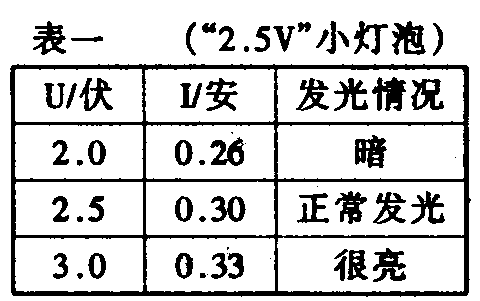 表一 （“2.5V”小灯泡）
U/伏 I/安 发光情况
2.0 0.26 暗
2.5 0.30 正常发光
3.0 0.33 很亮